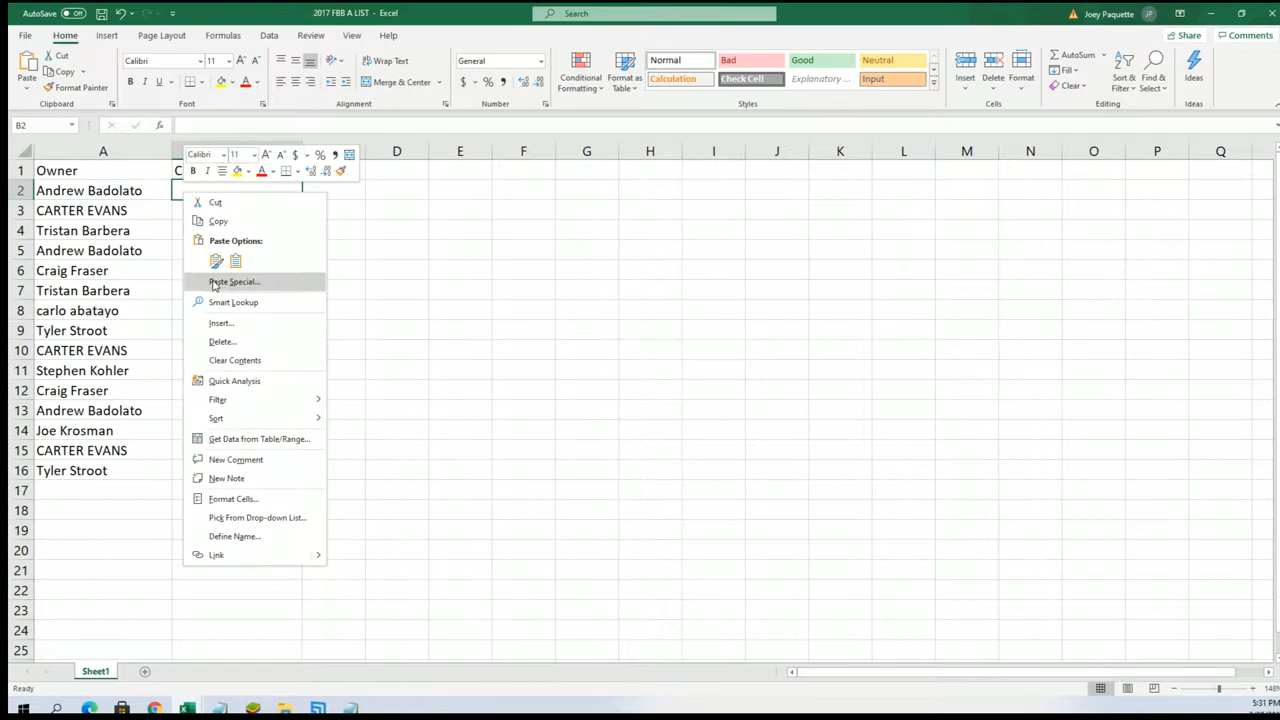 AutoSave Off 2017 FBB A LIST - Excel Search Joey Paquette JP
File Home Insert Page Layout Formulas Data Review View Help Share Comments
Paste Cut Copy Format Painter Calibri 11 B I U Wrap Text Merge & Center General $ % Conditional Formatting Format as Table Normal Bad Good Neutral Calculation Check Cell Explanatory ... Input Insert Delete Format AutoSum Fill Clear Sort & Filter Find & Select Ideas
Clipboard Font Alignment Number Styles Cells Editing Ideas
B2 fx
A D E F G H I J K L M N O P Q
Calibri 11 $ % B I
1 Owner C
2 Andrew Badolato
3 CARTER EVANS
4 Tristan Barbera
5 Andrew Badolato
6 Craig Fraser
7 Tristan Barbera
8 carlo abatayo
9 Tyler Stroot
10 CARTER EVANS
11 Stephen Kohler
12 Craig Fraser
13 Andrew Badolato
14 Joe Krosman
15 CARTER EVANS
16 Tyler Stroot
17
18
19
20
21
22
23
24
25
Cut
Copy
Paste Options:
Paste Special...
Smart Lookup
Insert...
Delete...
Clear Contents
Quick Analysis
Filter
Sort
Get Data from Table/Range...
New Comment
New Note
Format Cells...
Pick From Drop-down List...
Define Name...
Link
Sheet1
Ready 148%
5:31 PM